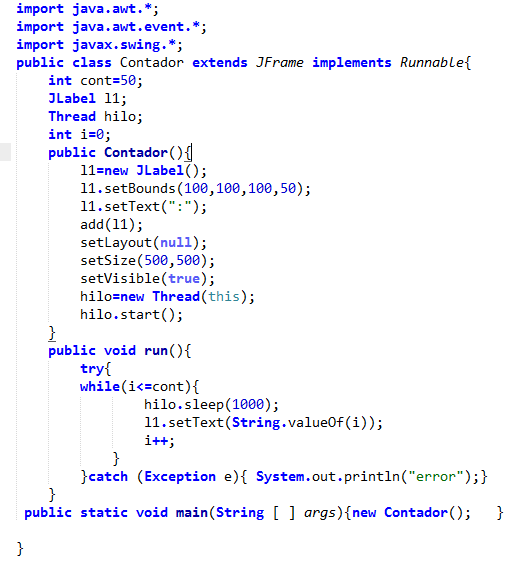 import java.awt.*;
import java.awt.event.*;
import javax.swing.*;
public class Contador extends JFrame implements Runnable{
    int cont=50;
    JLabel l1;
    Thread hilo;
    int i=0;
    public Contador(){
        l1=new JLabel();
        l1.setBounds(100,100,100,50);
        l1.setText(":");
        add(l1);
        setLayout(null);
        setSize(500,500);
        setVisible(true);
        hilo=new Thread(this);
        hilo.start();
    }
    public void run(){
        try{
        while(i<=cont){
                hilo.sleep(1000);
                l1.setText(String.valueOf(i));
                i++;
            }
        }catch (Exception e){ System.out.println("error");}
    }
 public static void main(String [ ] args){new Contador();   }
}